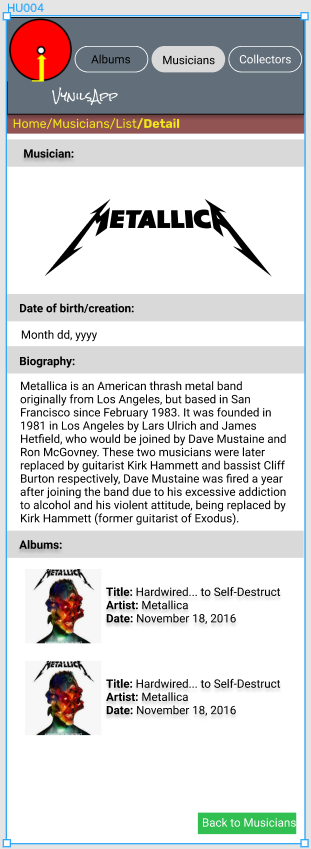 HU004
Albums
Musicians
Collectors
VynilsApp
Home/Musicians/List/Detail
Musician:
METALLICA
Date of birth/creation:
Month dd, yyyy
Biography:
Metallica is an American thrash metal band
originally from Los Angeles, but based in San
Francisco since February 1983. It was founded in
1981 in Los Angeles by Lars Ulrich and James
Hetfield, who would be joined by Dave Mustaine and
Ron McGovney. These two musicians were later
replaced by guitarist Kirk Hammett and bassist Cliff
Burton respectively, Dave Mustaine was fired a year
after joining the band due to his excessive addiction
to alcohol and his violent attitude, being replaced by
Kirk Hammett (former guitarist of Exodus).
Albums:
METALLICA
Title: Hardwired... to Self-Destruct
Artist: Metallica
Date: November 18, 2016
METALLICA
Title: Hardwired... to Self-Destruct
Artist: Metallica
Date: November 18, 2016
Back to Musicians